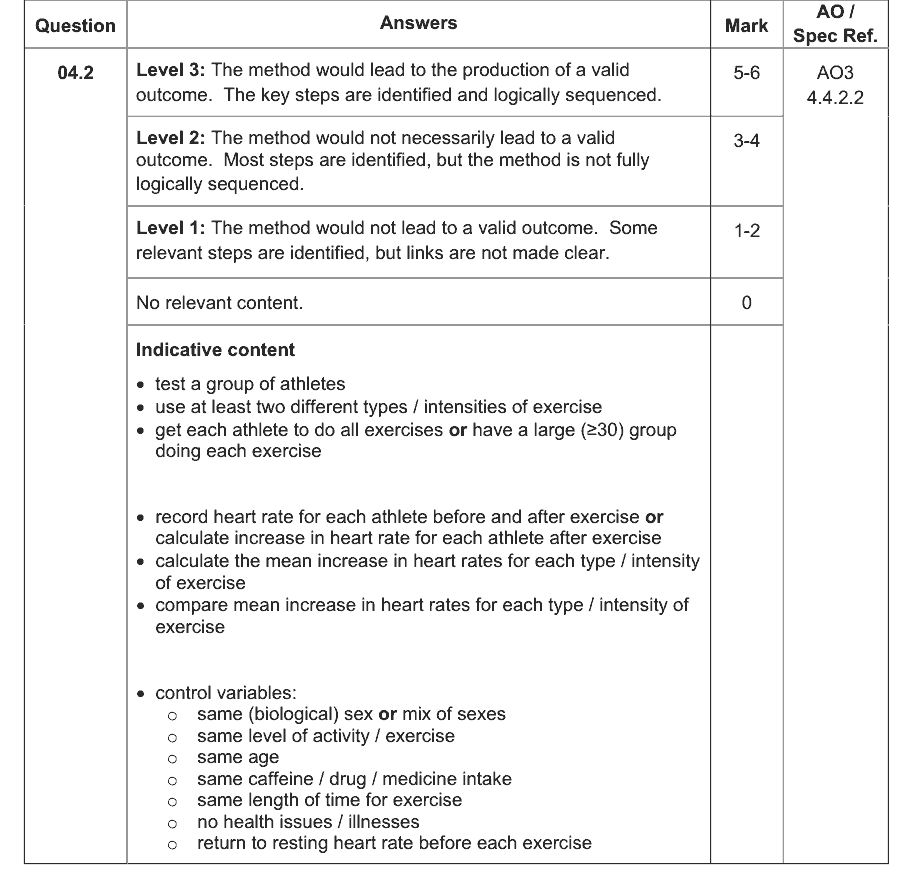 Question
Answers
Mark
AO /
Spec Ref.
04.2
Level 3: The method would lead to the production of a valid
outcome. The key steps are identified and logically sequenced.
5-6
AO3
4.4.2.2
Level 2: The method would not necessarily lead to a valid
outcome. Most steps are identified, but the method is not fully
logically sequenced.
3-4
Level 1: The method would not lead to a valid outcome. Some
relevant steps are identified, but links are not made clear.
1-2
No relevant content.
0
Indicative content
• test a group of athletes
• use at least two different types / intensities of exercise
• get each athlete to do all exercises or have a large (≥30) group
doing each exercise
• record heart rate for each athlete before and after exercise or
calculate increase in heart rate for each athlete after exercise
• calculate the mean increase in heart rates for each type / intensity
of exercise
• compare mean increase in heart rates for each type / intensity of
exercise
• control variables:
o same (biological) sex or mix of sexes
o same level of activity / exercise
o same age
o same caffeine / drug / medicine intake
o same length of time for exercise
o no health issues / illnesses
o return to resting heart rate before each exercise